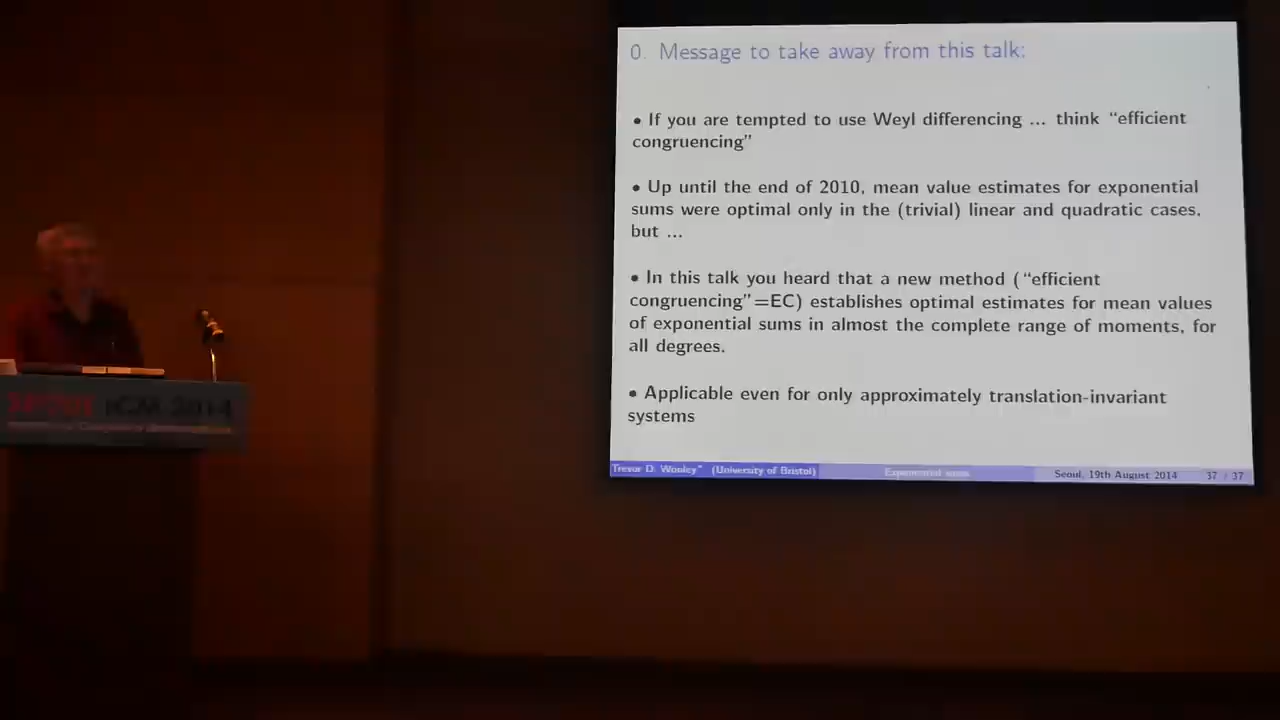 0. Message to take away from this talk:
• If you are tempted to use Weyl differencing ... think “efficient
congruencing”
• Up until the end of 2010, mean value estimates for exponential
sums were optimal only in the (trivial) linear and quadratic cases,
but ...
• In this talk you heard that a new method (“efficient
congruencing”=EC) establishes optimal estimates for mean values
of exponential sums in almost the complete range of moments, for
all degrees.
• Applicable even for only approximately translation-invariant
systems
Trevor D. Wooley* (University of Bristol) Exponential sums Seoul, 19th August 2014 37 / 37
SEOUL ICM 2014